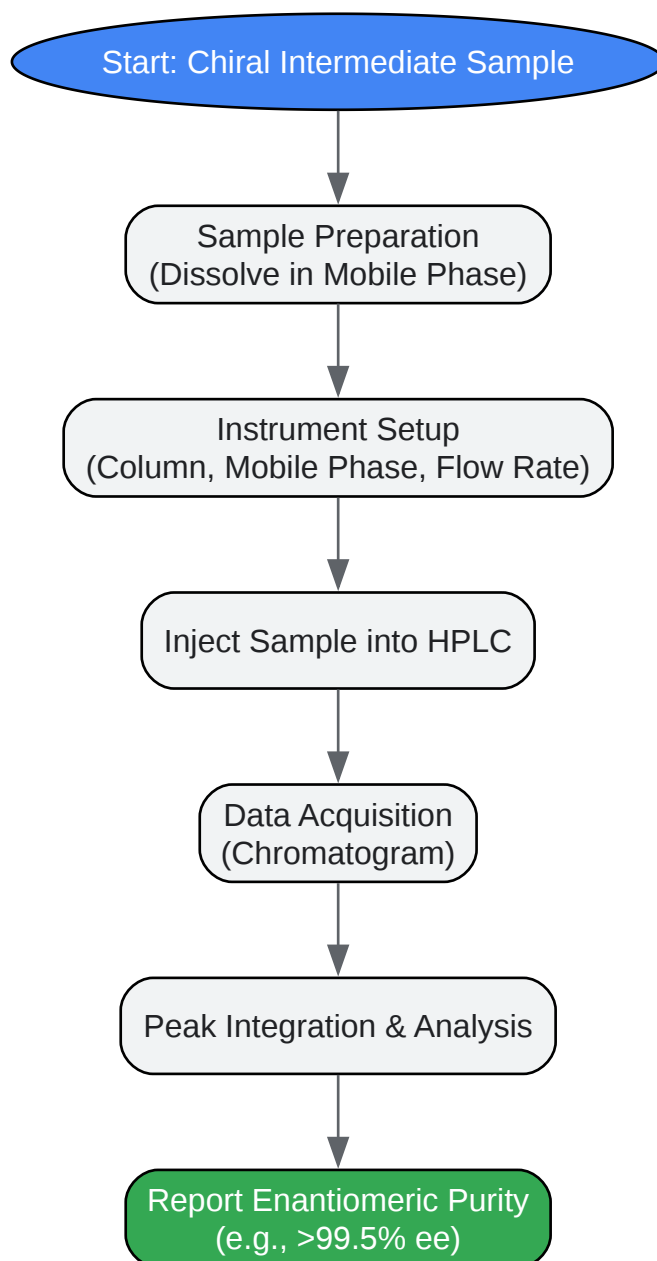 Start: Chiral Intermediate Sample
Sample Preparation
(Dissolve in Mobile Phase)
Instrument Setup
(Column, Mobile Phase, Flow Rate)
Inject Sample into HPLC
Data Acquisition
(Chromatogram)
Peak Integration & Analysis
Report Enantiomeric Purity
(e.g., >99.5% ee)